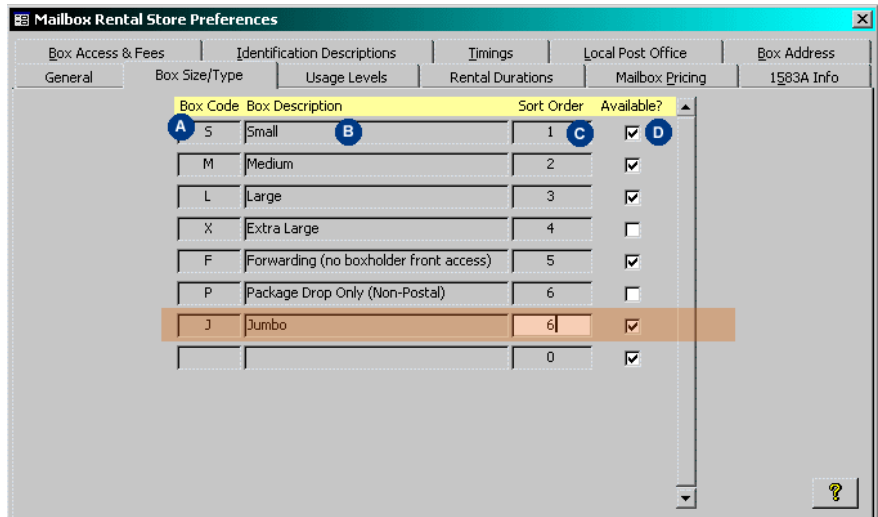 Mailbox Rental Store Preferences
Box Access & Fees Identification Descriptions Timings Local Post Office Box Address
General Box Size/Type Usage Levels Rental Durations Mailbox Pricing 1583A Info
Box Code Box Description Sort Order Available?
A S Small B 1 C D
M Medium 2
L Large 3
X Extra Large 4
F Forwarding (no boxholder front access) 5
P Package Drop Only (Non-Postal) 6
J Jumbo 6
0
?